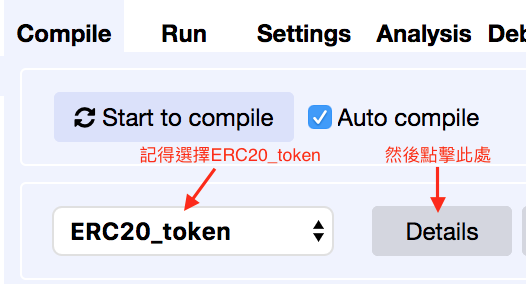 Compile Run Settings Analysis Deb
Start to compile Auto compile
記得選擇ERC20_token 然後點擊此處
ERC20_token Details